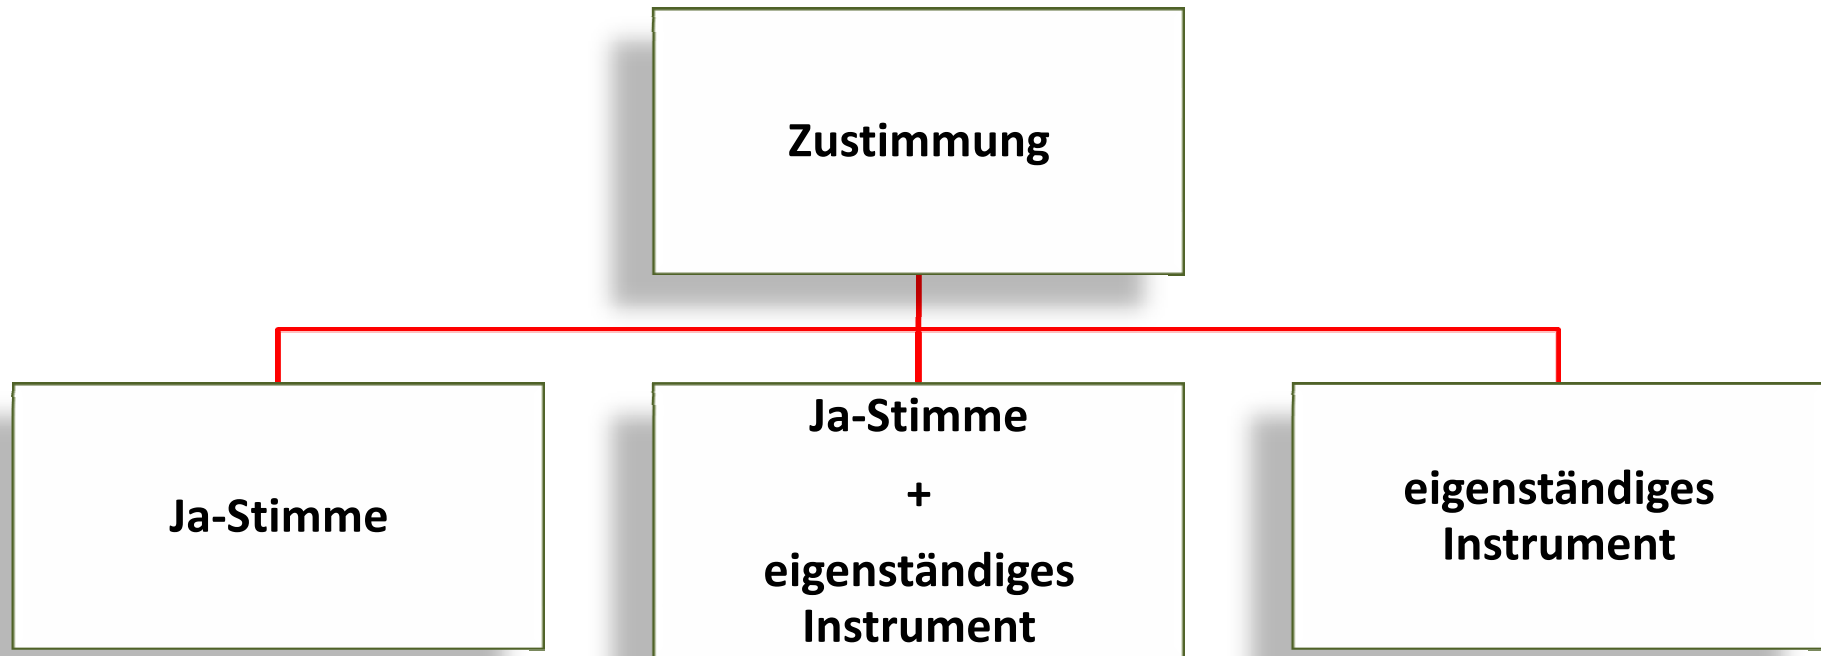 Zustimmung
Ja-Stimme
Ja-Stimme
+
eigenständiges
Instrument
eigenständiges
Instrument